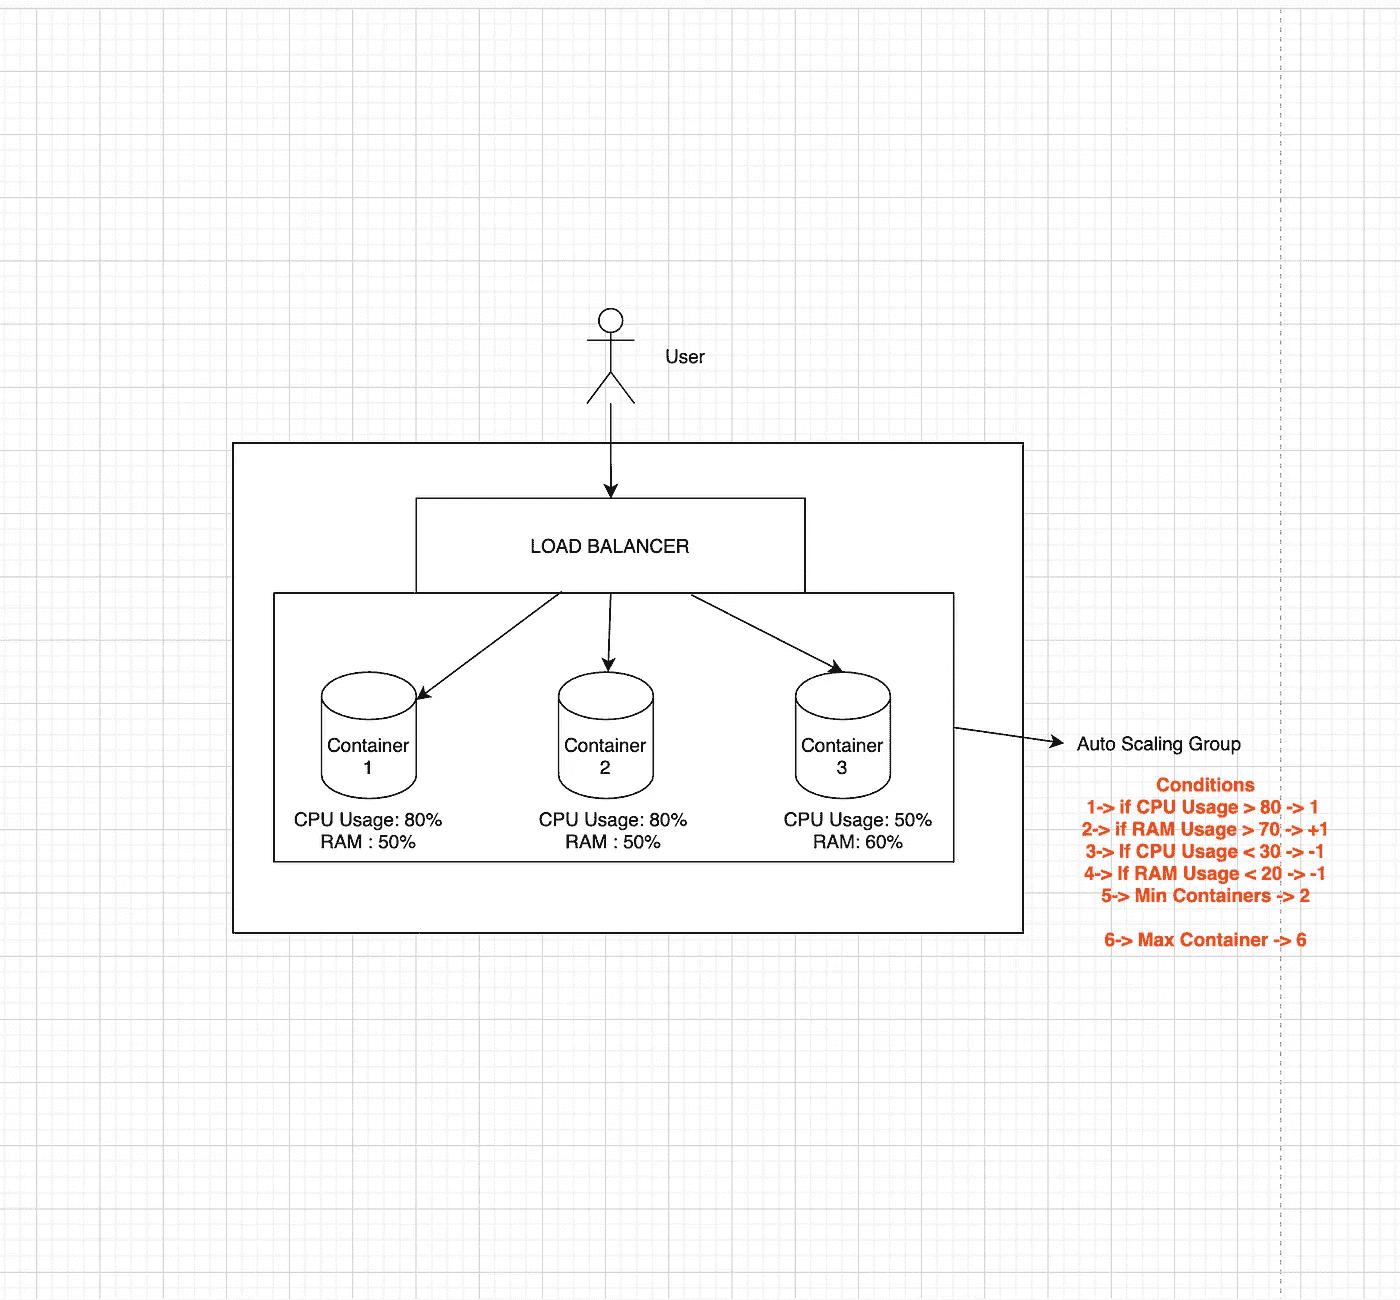 User
LOAD BALANCER
Container
1
CPU Usage: 80%
RAM : 50%
Container
2
CPU Usage: 80%
RAM : 50%
Container
3
CPU Usage: 50%
RAM: 60%
Auto Scaling Group
Conditions
1-> if CPU Usage > 80 -> 1
2-> if RAM Usage > 70 -> +1
3-> If CPU Usage < 30 -> -1
4-> If RAM Usage < 20 -> -1
5-> Min Containers -> 2
6-> Max Container -> 6